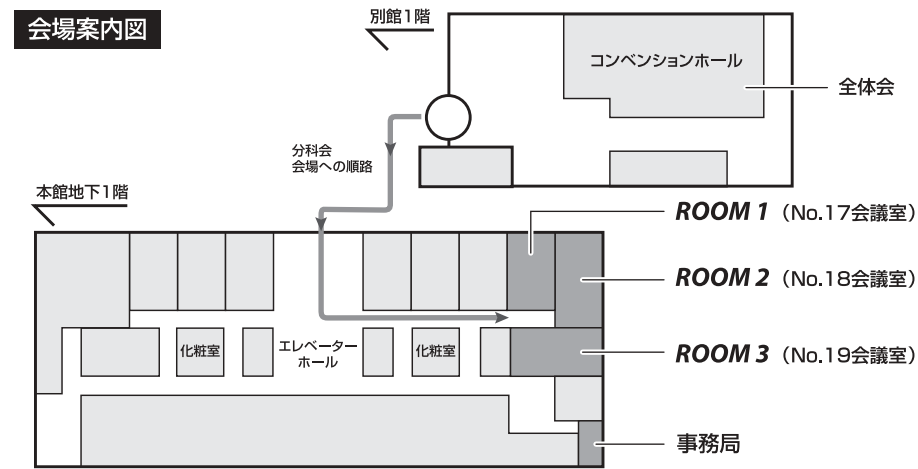 会場案内図
別館1階
コンベンションホール
全体会
分科会
会場への順路
本館地下1階
ROOM 1（No.17会議室）
ROOM 2（No.18会議室）
化粧室
エレベーター
ホール
化粧室
ROOM 3（No.19会議室）
事務局